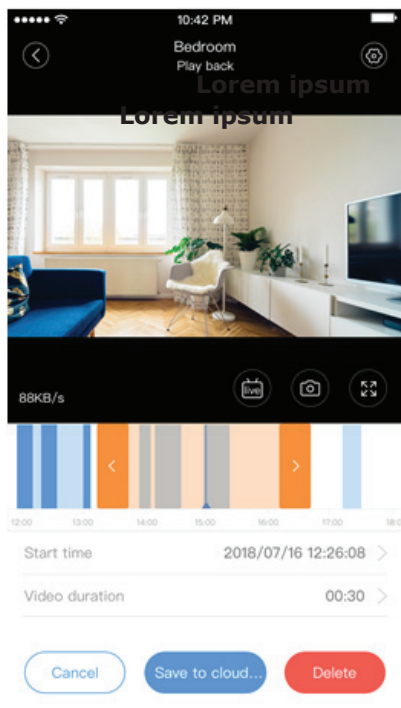 10:42 PM
Bedroom
Play back
Lorem ipsum
Lorem ipsum
live
88KB/s
12:00 13:00 14:00 15:00 16:00 17:00 18:0
Start time 2018/07/16 12:26:08
Video duration 00:30
Cancel Save to cloud... Delete